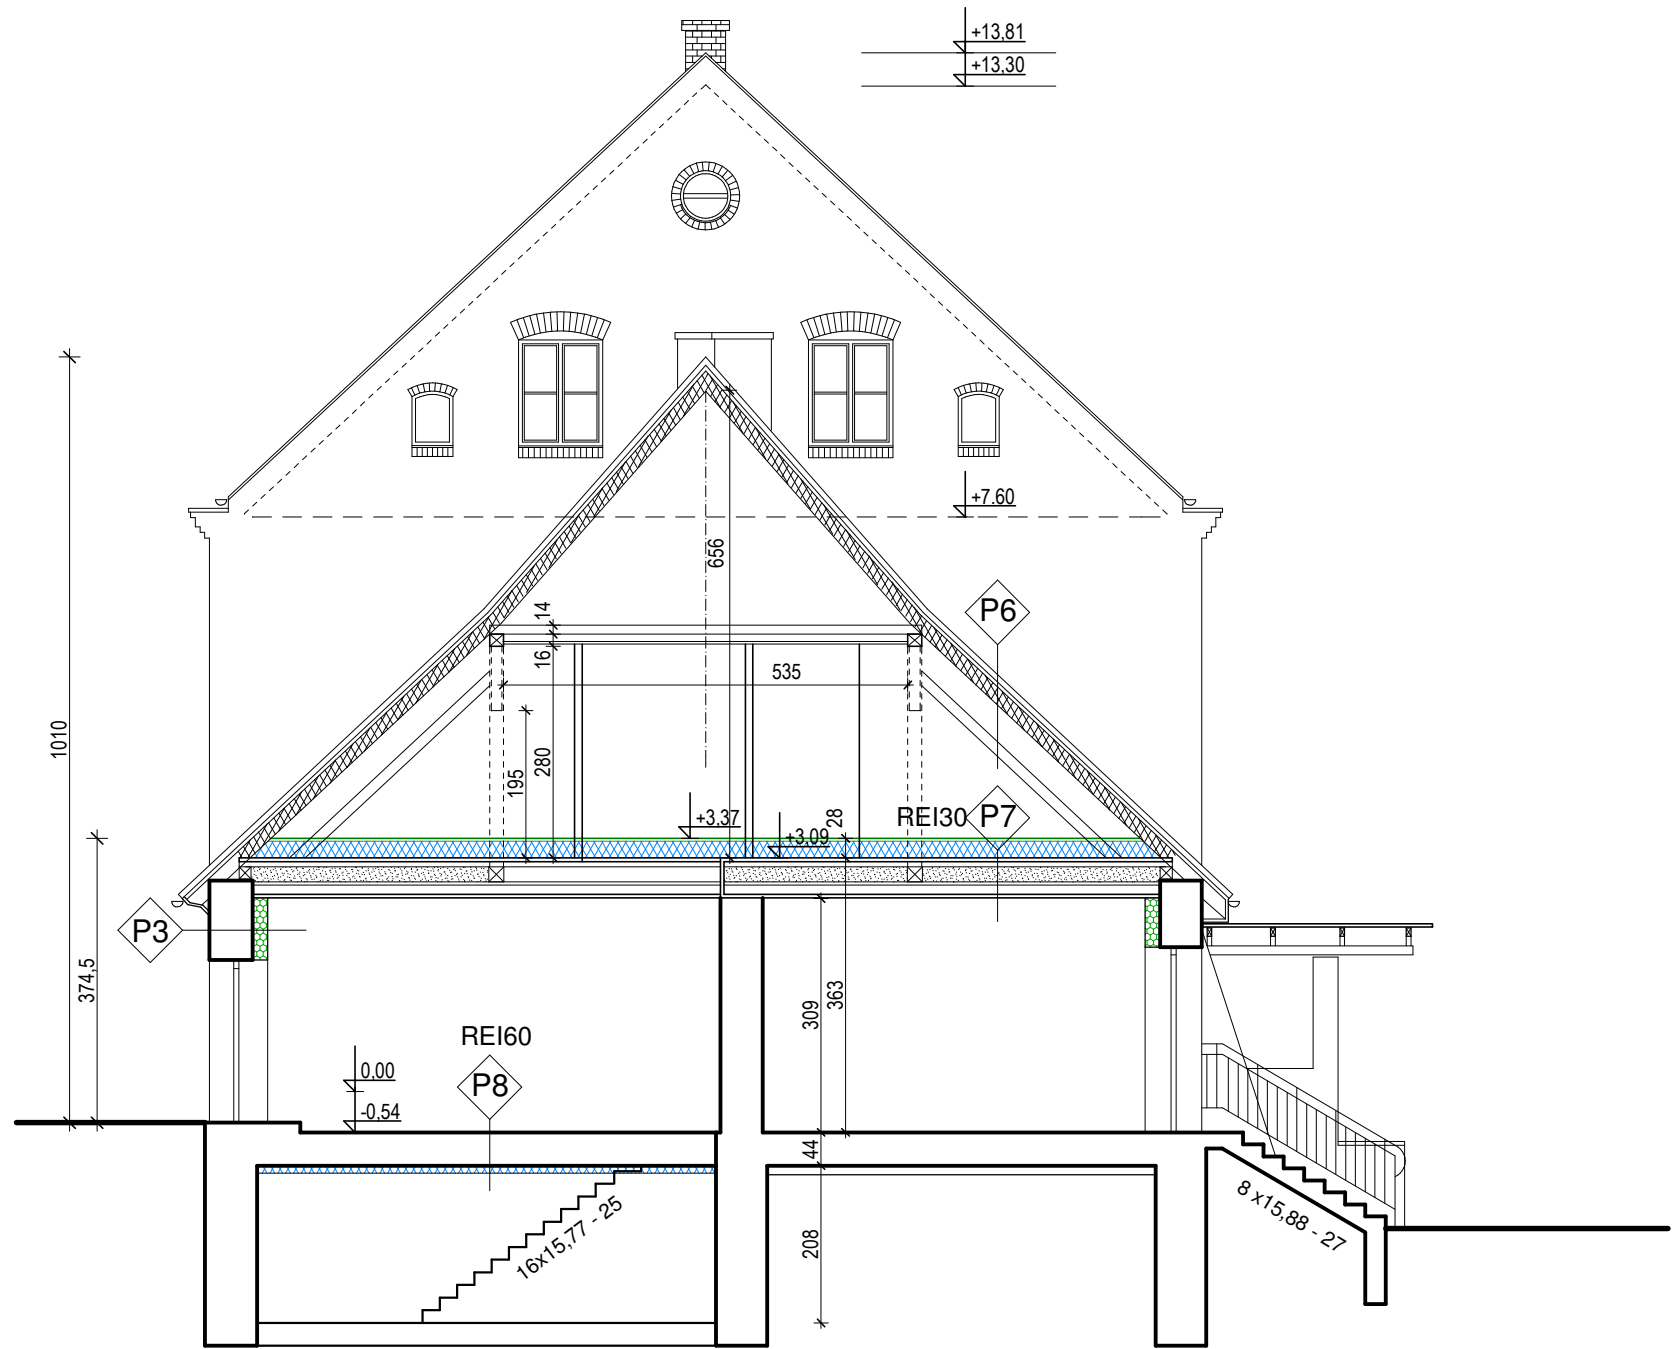 +13,81
+13,30
+7.60
656
14
P6
16
535
1010
195
280
+3,37
+3,09
28
REI30
P7
P3
374,5
309
363
REI60
0,00
P8
-0,54
44
16x15,77 - 25
208
8 x15,88 - 27